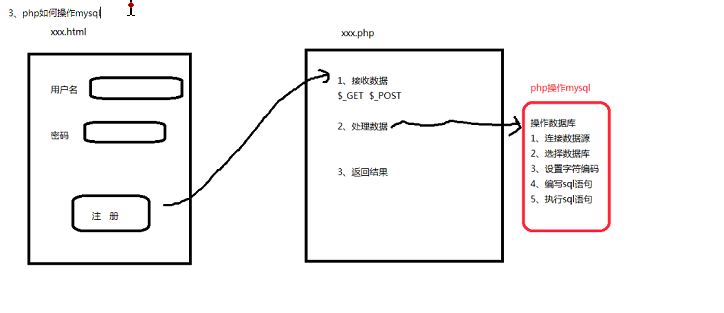 3、php如何操作mysql
xxx.html
用户名
密码
注 册
xxx.php
1、接收数据
$_GET $_POST
2、处理数据
3、返回结果
php操作mysql
操作数据库
1、连接数据源
2、选择数据库
3、设置字符编码
4、编写sql语句
5、执行sql语句